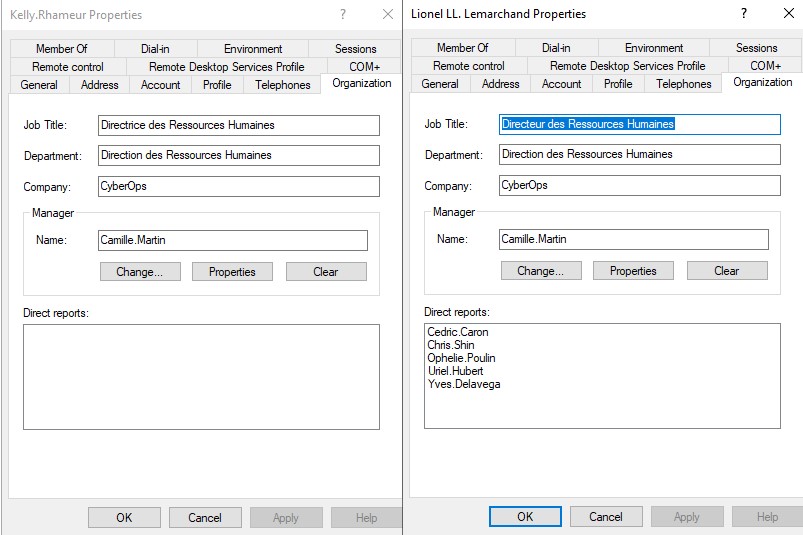 Kelly.Rhameur Properties
Member Of Dial-in Environment Sessions
Remote control Remote Desktop Services Profile COM+
General Address Account Profile Telephones Organization
Job Title: Directrice des Ressources Humaines
Department: Direction des Ressources Humaines
Company: CyberOps
Manager
Name: Camille.Martin
Change... Properties Clear
Direct reports:
OK Cancel Apply Help
Lionel LL. Lemarchand Properties
Member Of Dial-in Environment Sessions
Remote control Remote Desktop Services Profile COM+
General Address Account Profile Telephones Organization
Job Title: Directeur des Ressources Humaines
Department: Direction des Ressources Humaines
Company: CyberOps
Manager
Name: Camille.Martin
Change... Properties Clear
Direct reports:
Cedric.Caron
Chris.Shin
Ophelie.Poulin
Uriel.Hubert
Yves.Delavega
OK Cancel Apply Help